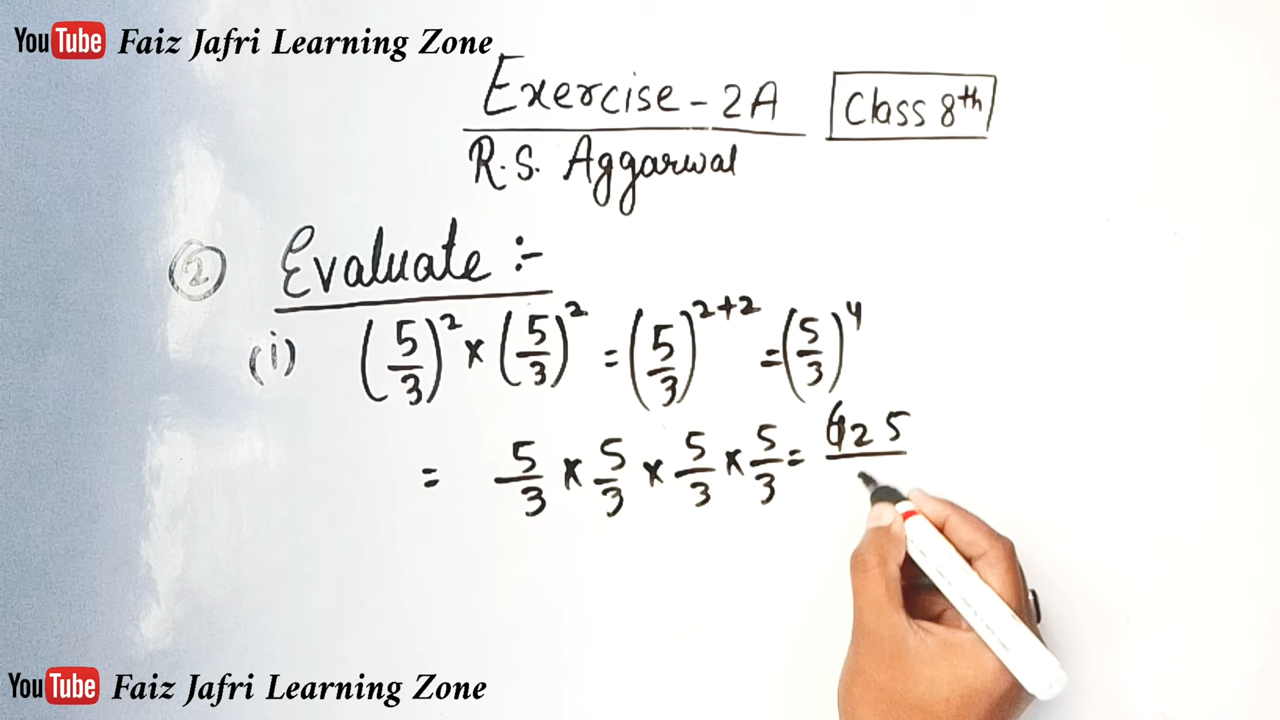 YouTube Faiz Jafri Learning Zone
Exercise - 2A Class 8th
R.S. Aggarwal
② Evaluate :-
(i) (5/3)² × (5/3)² = (5/3)²⁺² = (5/3)⁴
= 5/3 × 5/3 × 5/3 × 5/3 = 625
YouTube Faiz Jafri Learning Zone